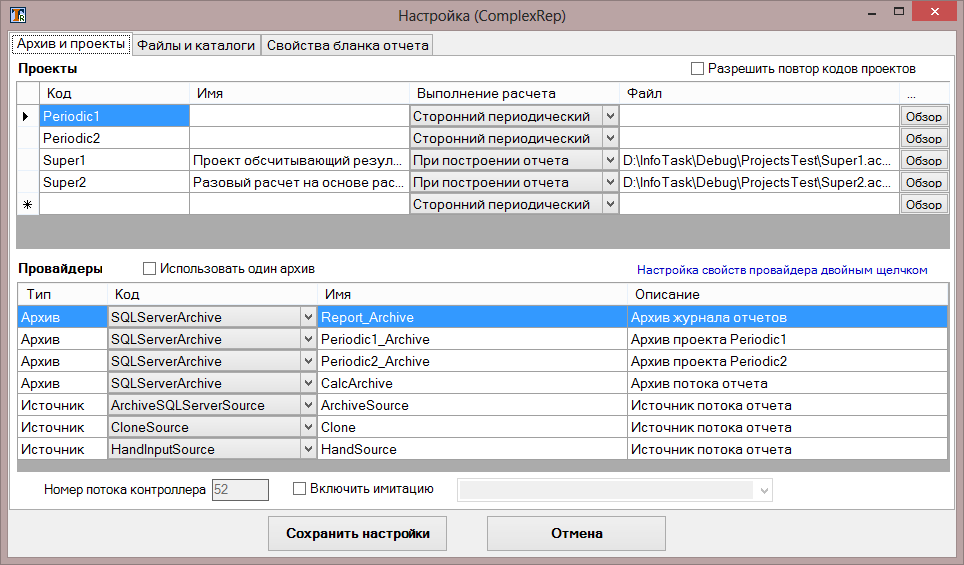 Настройка (ComplexRep)
Архив и проекты Файлы и каталоги Свойства бланка отчета
Проекты Разрешить повтор кодов проектов
Код Имя Выполнение расчета Файл ...
Periodic1 Сторонний периодический Обзор
Periodic2 Сторонний периодический Обзор
Super1 Проект обсчитывающий резул... При построении отчета D:\InfoTask\Debug\ProjectsTest\Super1.ac... Обзор
Super2 Разовый расчет на основе рас... При построении отчета D:\InfoTask\Debug\ProjectsTest\Super2.ac... Обзор
Сторонний периодический Обзор
Провайдеры Использовать один архив Настройка свойств провайдера двойным щелчком
Тип Код Имя Описание
Архив SQLServerArchive Report_Archive Архив журнала отчетов
Архив SQLServerArchive Periodic1_Archive Архив проекта Periodic1
Архив SQLServerArchive Periodic2_Archive Архив проекта Periodic2
Архив SQLServerArchive CalcArchive Архив потока отчета
Источник ArchiveSQLServerSource ArchiveSource Источник потока отчета
Источник CloneSource Clone Источник потока отчета
Источник HandInputSource HandSource Источник потока отчета
Номер потока контроллера 52 Включить имитацию
Сохранить настройки Отмена